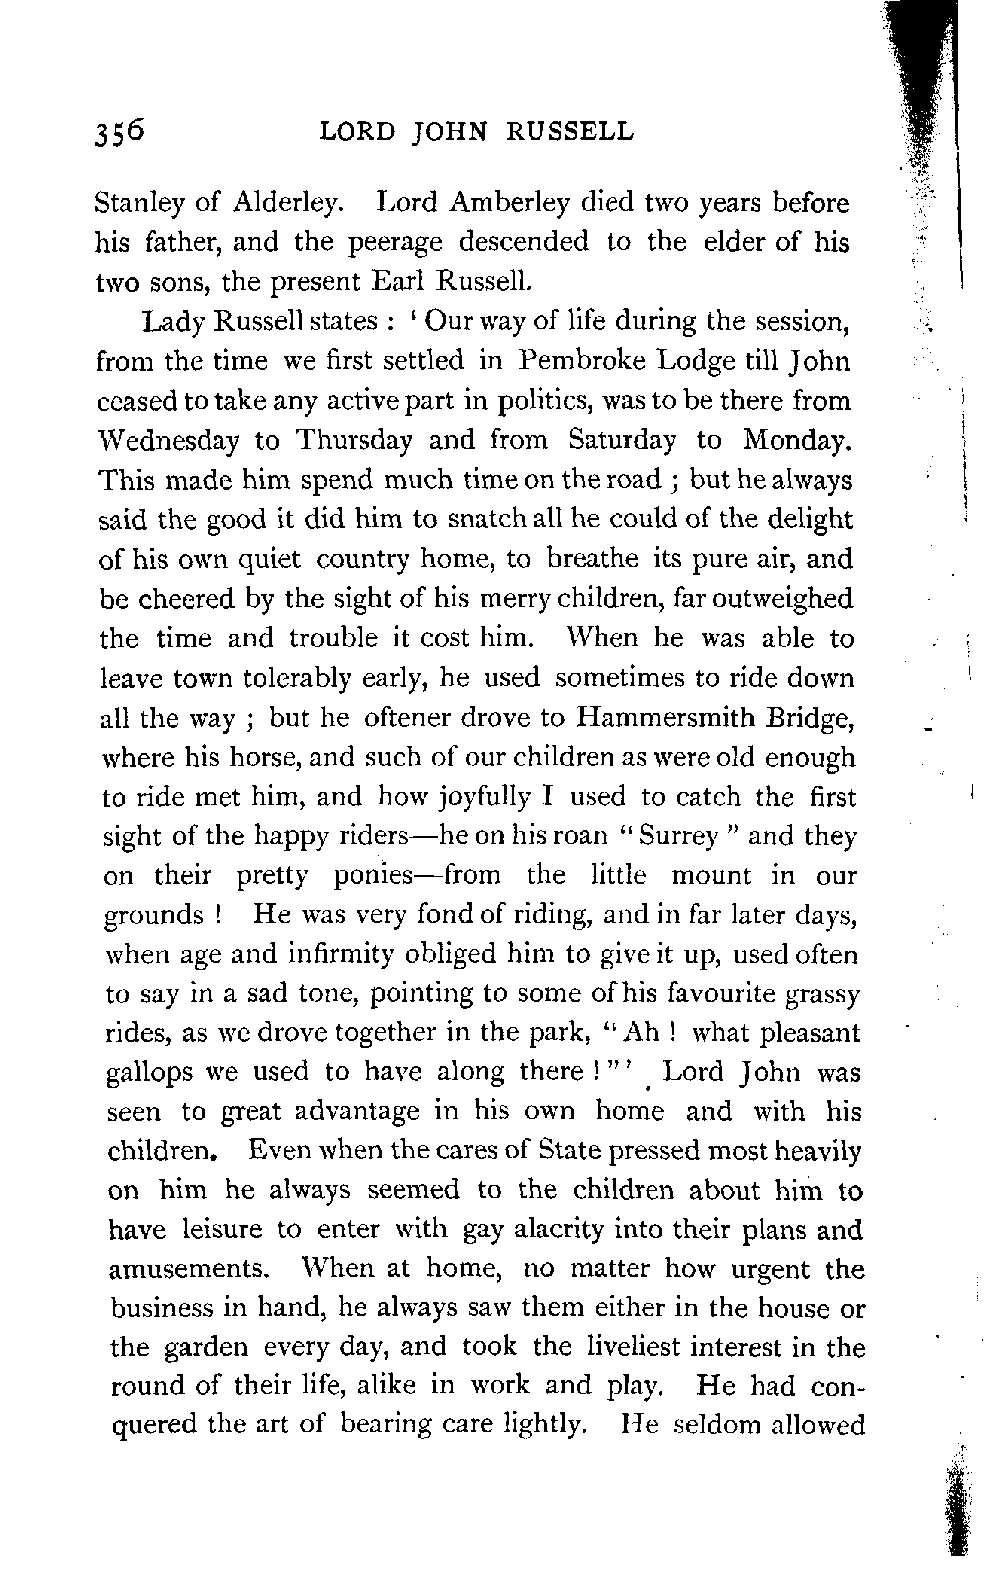 356 LORD JOHN RUSSELL
Stanley of Alderley. Lord Amberley died two years before
his father, and the peerage descended to the elder of his
two sons, the present Earl Russell.
Lady Russell states : ‘ Our way of life during the session,
from the time we first settled in Pembroke Lodge till John
ceased to take any active part in politics, was to be there from
Wednesday to Thursday and from Saturday to Monday.
This made him spend much time on the road ; but he always
said the good it did him to snatch all he could of the delight
of his own quiet country home, to breathe its pure air, and
be cheered by the sight of his merry children, far outweighed
the time and trouble it cost him. When he was able to
leave town tolerably early, he used sometimes to ride down
all the way ; but he oftener drove to Hammersmith Bridge,
where his horse, and such of our children as were old enough
to ride met him, and how joyfully I used to catch the first
sight of the happy riders—he on his roan “ Surrey ” and they
on their pretty ponies—from the little mount in our
grounds ! He was very fond of riding, and in far later days,
when age and infirmity obliged him to give it up, used often
to say in a sad tone, pointing to some of his favourite grassy
rides, as we drove together in the park, “ Ah ! what pleasant
gallops we used to have along there ! ” ’ Lord John was
seen to great advantage in his own home and with his
children. Even when the cares of State pressed most heavily
on him he always seemed to the children about him to
have leisure to enter with gay alacrity into their plans and
amusements. When at home, no matter how urgent the
business in hand, he always saw them either in the house or
the garden every day, and took the liveliest interest in the
round of their life, alike in work and play. He had con-
quered the art of bearing care lightly. He seldom allowed